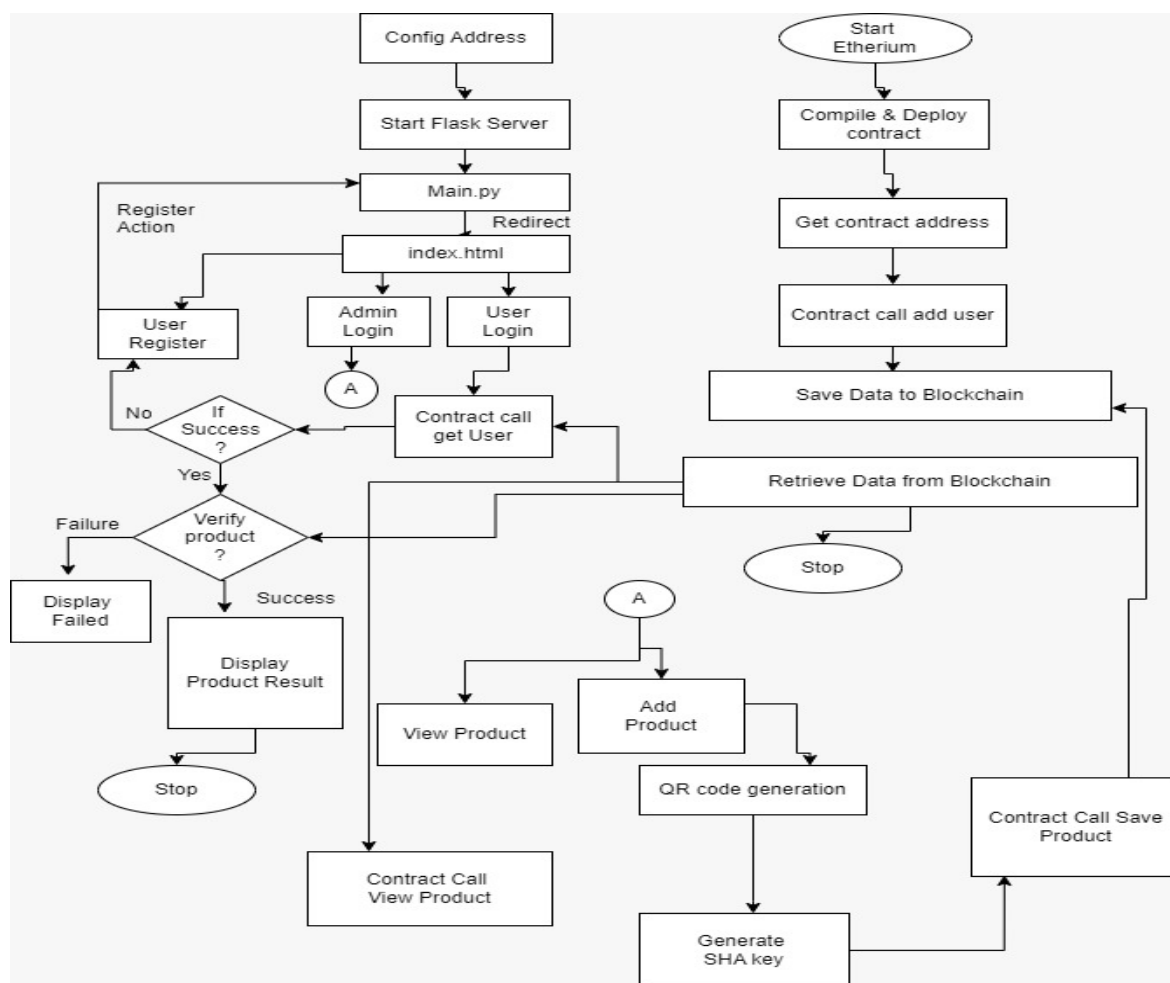 Config Address
Start
Etherium
Start Flask Server
Compile & Deploy
contract
Main.py
Register
Action
Redirect
Get contract address
index.html
User
Register
Admin
Login
User
Login
Contract call add user
A
No
If
Success
?
Contract call
get User
Save Data to Blockchain
Yes
Retrieve Data from Blockchain
Failure
Verify
product
?
Stop
Display
Failed
Success
A
Display
Product Result
View Product
Add
Product
Stop
QR code generation
Contract Call Save
Product
Contract Call
View Product
Generate
SHA key